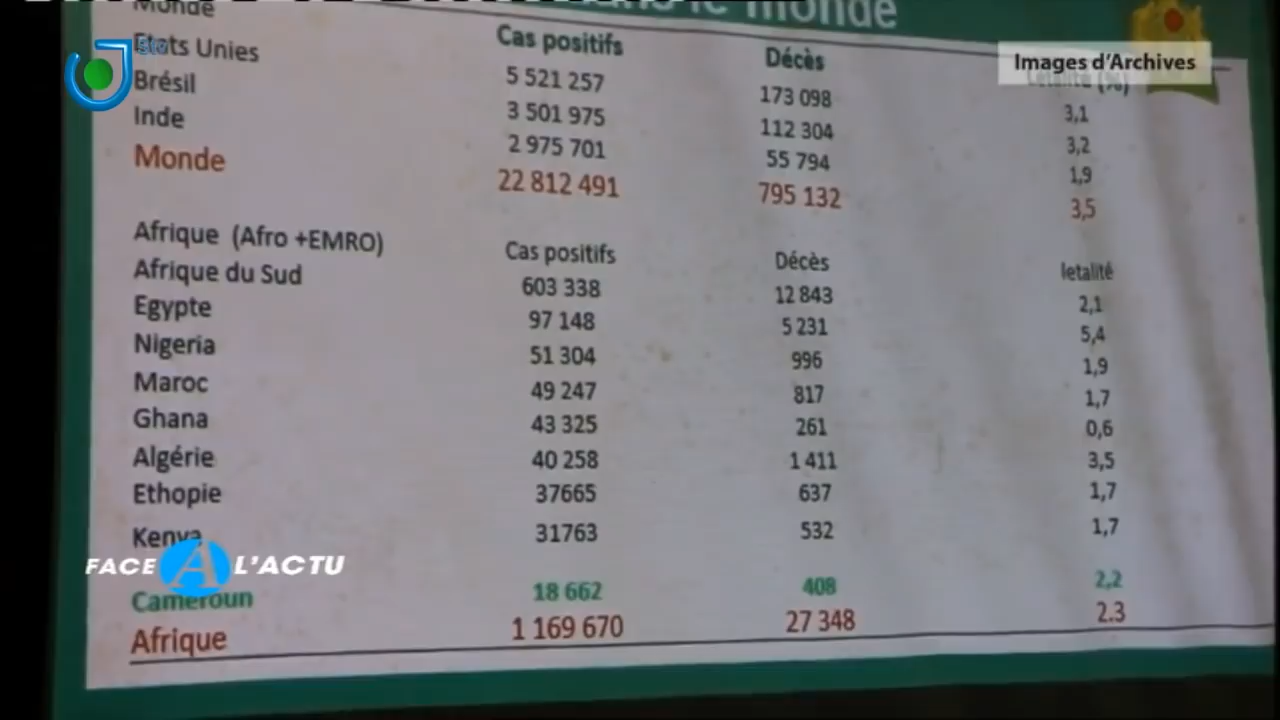 le monde
Images d'Archives
Monde Cas positifs Décès Létalité (%)
Etats Unies 5 521 257 173 098 3,1
Brésil 3 501 975 112 304 3,2
Inde 2 975 701 55 794 1,9
Monde 22 812 491 795 132 3,5
Afrique (Afro +EMRO) Cas positifs Décès letalité
Afrique du Sud 603 338 12 843 2,1
Egypte 97 148 5 231 5,4
Nigeria 51 304 996 1,9
Maroc 49 247 817 1,7
Ghana 43 325 261 0,6
Algérie 40 258 1 411 3,5
Ethopie 37665 637 1,7
Kenya 31763 532 1,7
FACE A L'ACTU
Cameroun 18 662 408 2,2
Afrique 1 169 670 27 348 2.3